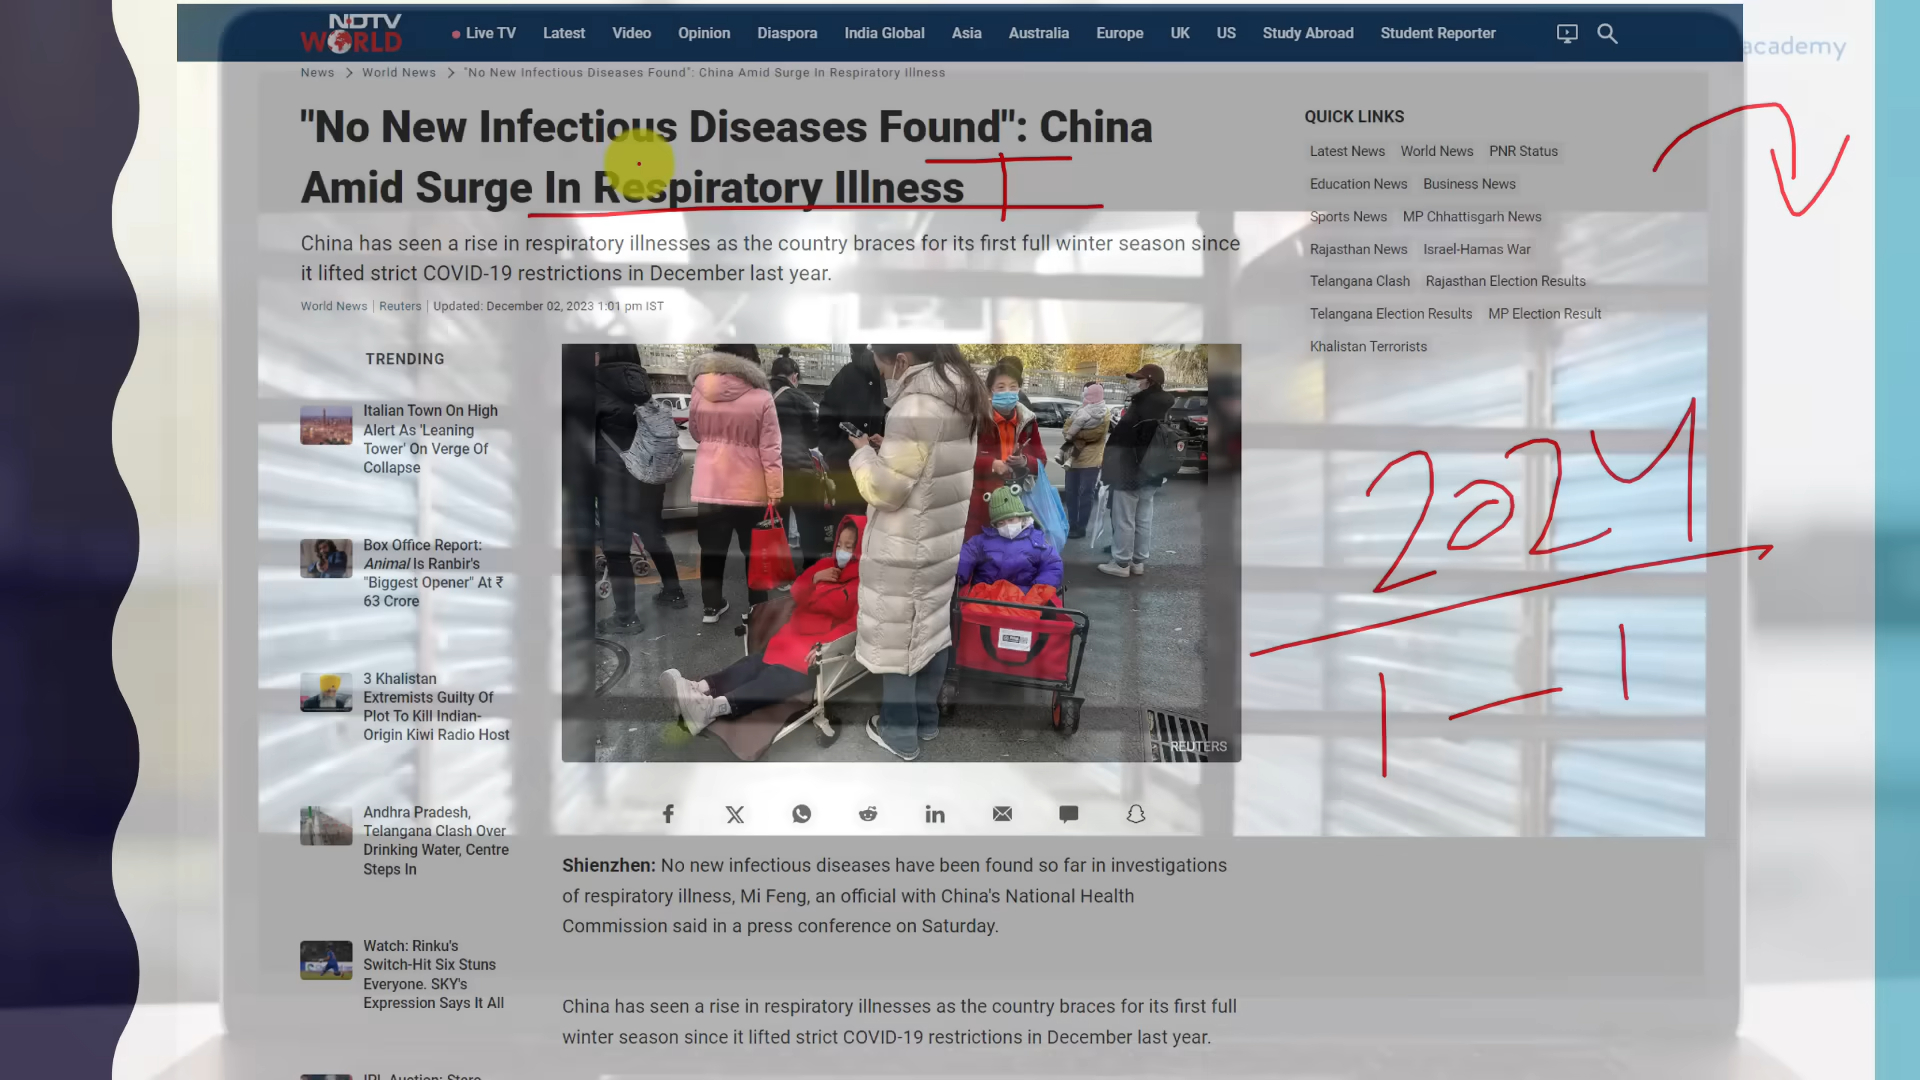 NDTV
WORLD
Live TV Latest Video Opinion Diaspora India Global Asia Australia Europe UK US Study Abroad Student Reporter
academy
News > World News > "No New Infectious Diseases Found": China Amid Surge In Respiratory Illness
"No New Infectious Diseases Found": China
Amid Surge In Respiratory Illness
China has seen a rise in respiratory illnesses as the country braces for its first full winter season since
it lifted strict COVID-19 restrictions in December last year.
World News | Reuters | Updated: December 02, 2023 1:01 pm IST
QUICK LINKS
Latest News World News PNR Status
Education News Business News
Sports News MP Chhattisgarh News
Rajasthan News Israel-Hamas War
Telangana Clash Rajasthan Election Results
Telangana Election Results MP Election Result
Khalistan Terrorists
TRENDING
Italian Town On High
Alert As 'Leaning
Tower' On Verge Of
Collapse
Box Office Report:
Animal Is Ranbir's
"Biggest Opener" At ₹
63 Crore
3 Khalistan
Extremists Guilty Of
Plot To Kill Indian-
Origin Kiwi Radio Host
Andhra Pradesh,
Telangana Clash Over
Drinking Water, Centre
Steps In
Watch: Rinku's
Switch-Hit Six Stuns
Everyone. SKY's
Expression Says It All
REUTERS
2024
1 - 1
Shienzhen: No new infectious diseases have been found so far in investigations
of respiratory illness, Mi Feng, an official with China's National Health
Commission said in a press conference on Saturday.
China has seen a rise in respiratory illnesses as the country braces for its first full
winter season since it lifted strict COVID-19 restrictions in December last year.